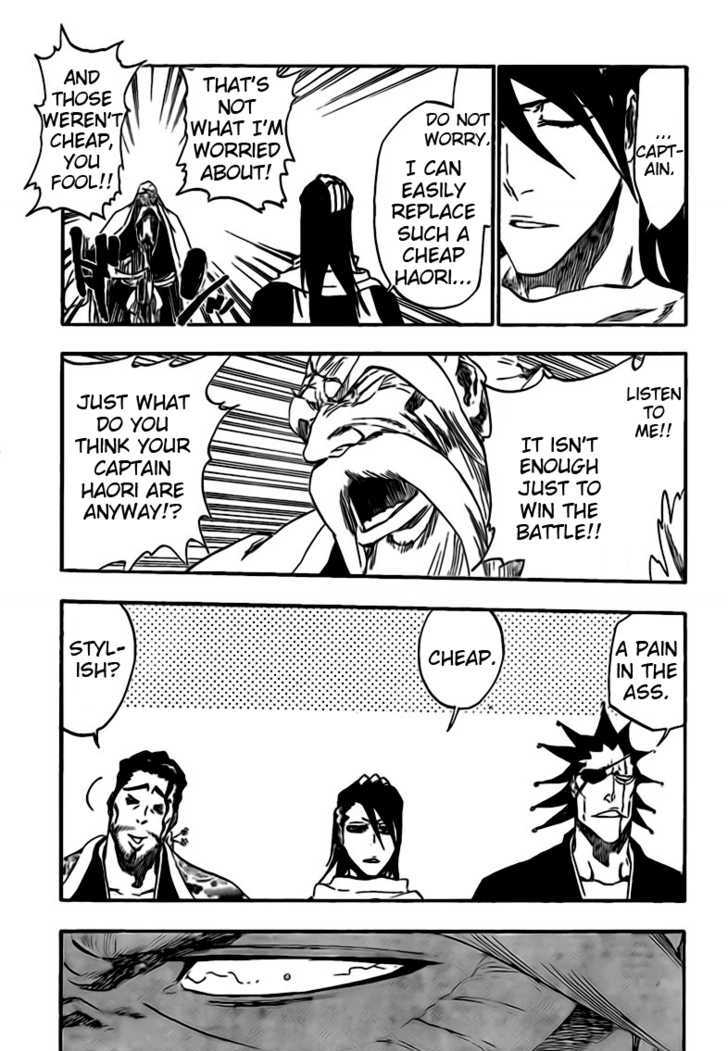 ...
CAPT-
AIN.
DO NOT
WORRY.
I CAN
EASILY
REPLACE
SUCH A
CHEAP
HAORI...
THAT'S
NOT
WHAT I'M
WORRIED
ABOUT!
AND
THOSE
WEREN'T
CHEAP,
YOU
FOOL!!
LISTEN
TO
ME!!
IT ISN'T
ENOUGH
JUST TO
WIN THE
BATTLE!!
JUST WHAT
DO YOU
THINK YOUR
CAPTAIN
HAORI ARE
ANYWAY!?
A PAIN
IN THE
ASS.
CHEAP.
STYL-
ISH?